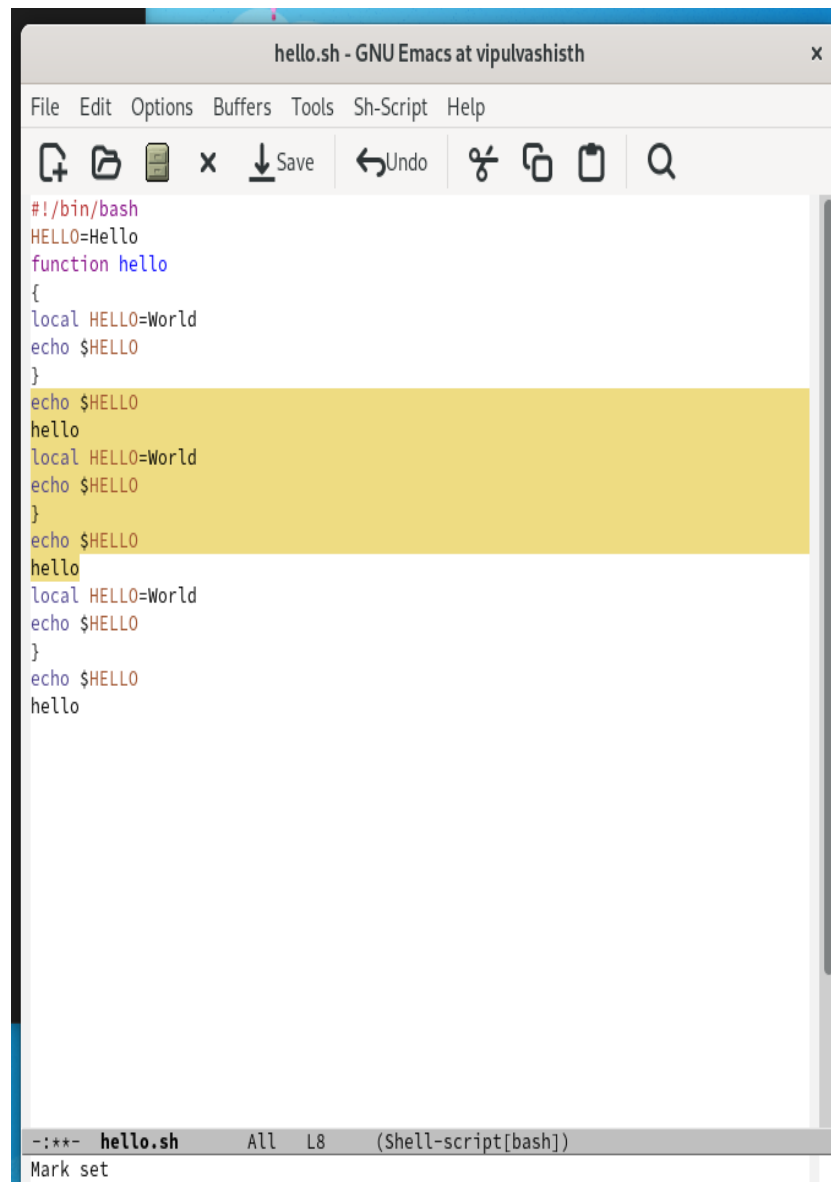 hello.sh - GNU Emacs at vipulvashisth ×
File Edit Options Buffers Tools Sh-Script Help
Save Undo
#!/bin/bash
HELLO=Hello
function hello
{
local HELLO=World
echo $HELLO
}
echo $HELLO
hello
local HELLO=World
echo $HELLO
}
echo $HELLO
hello
local HELLO=World
echo $HELLO
}
echo $HELLO
hello
-:**- hello.sh All L8 (Shell-script[bash])
Mark set